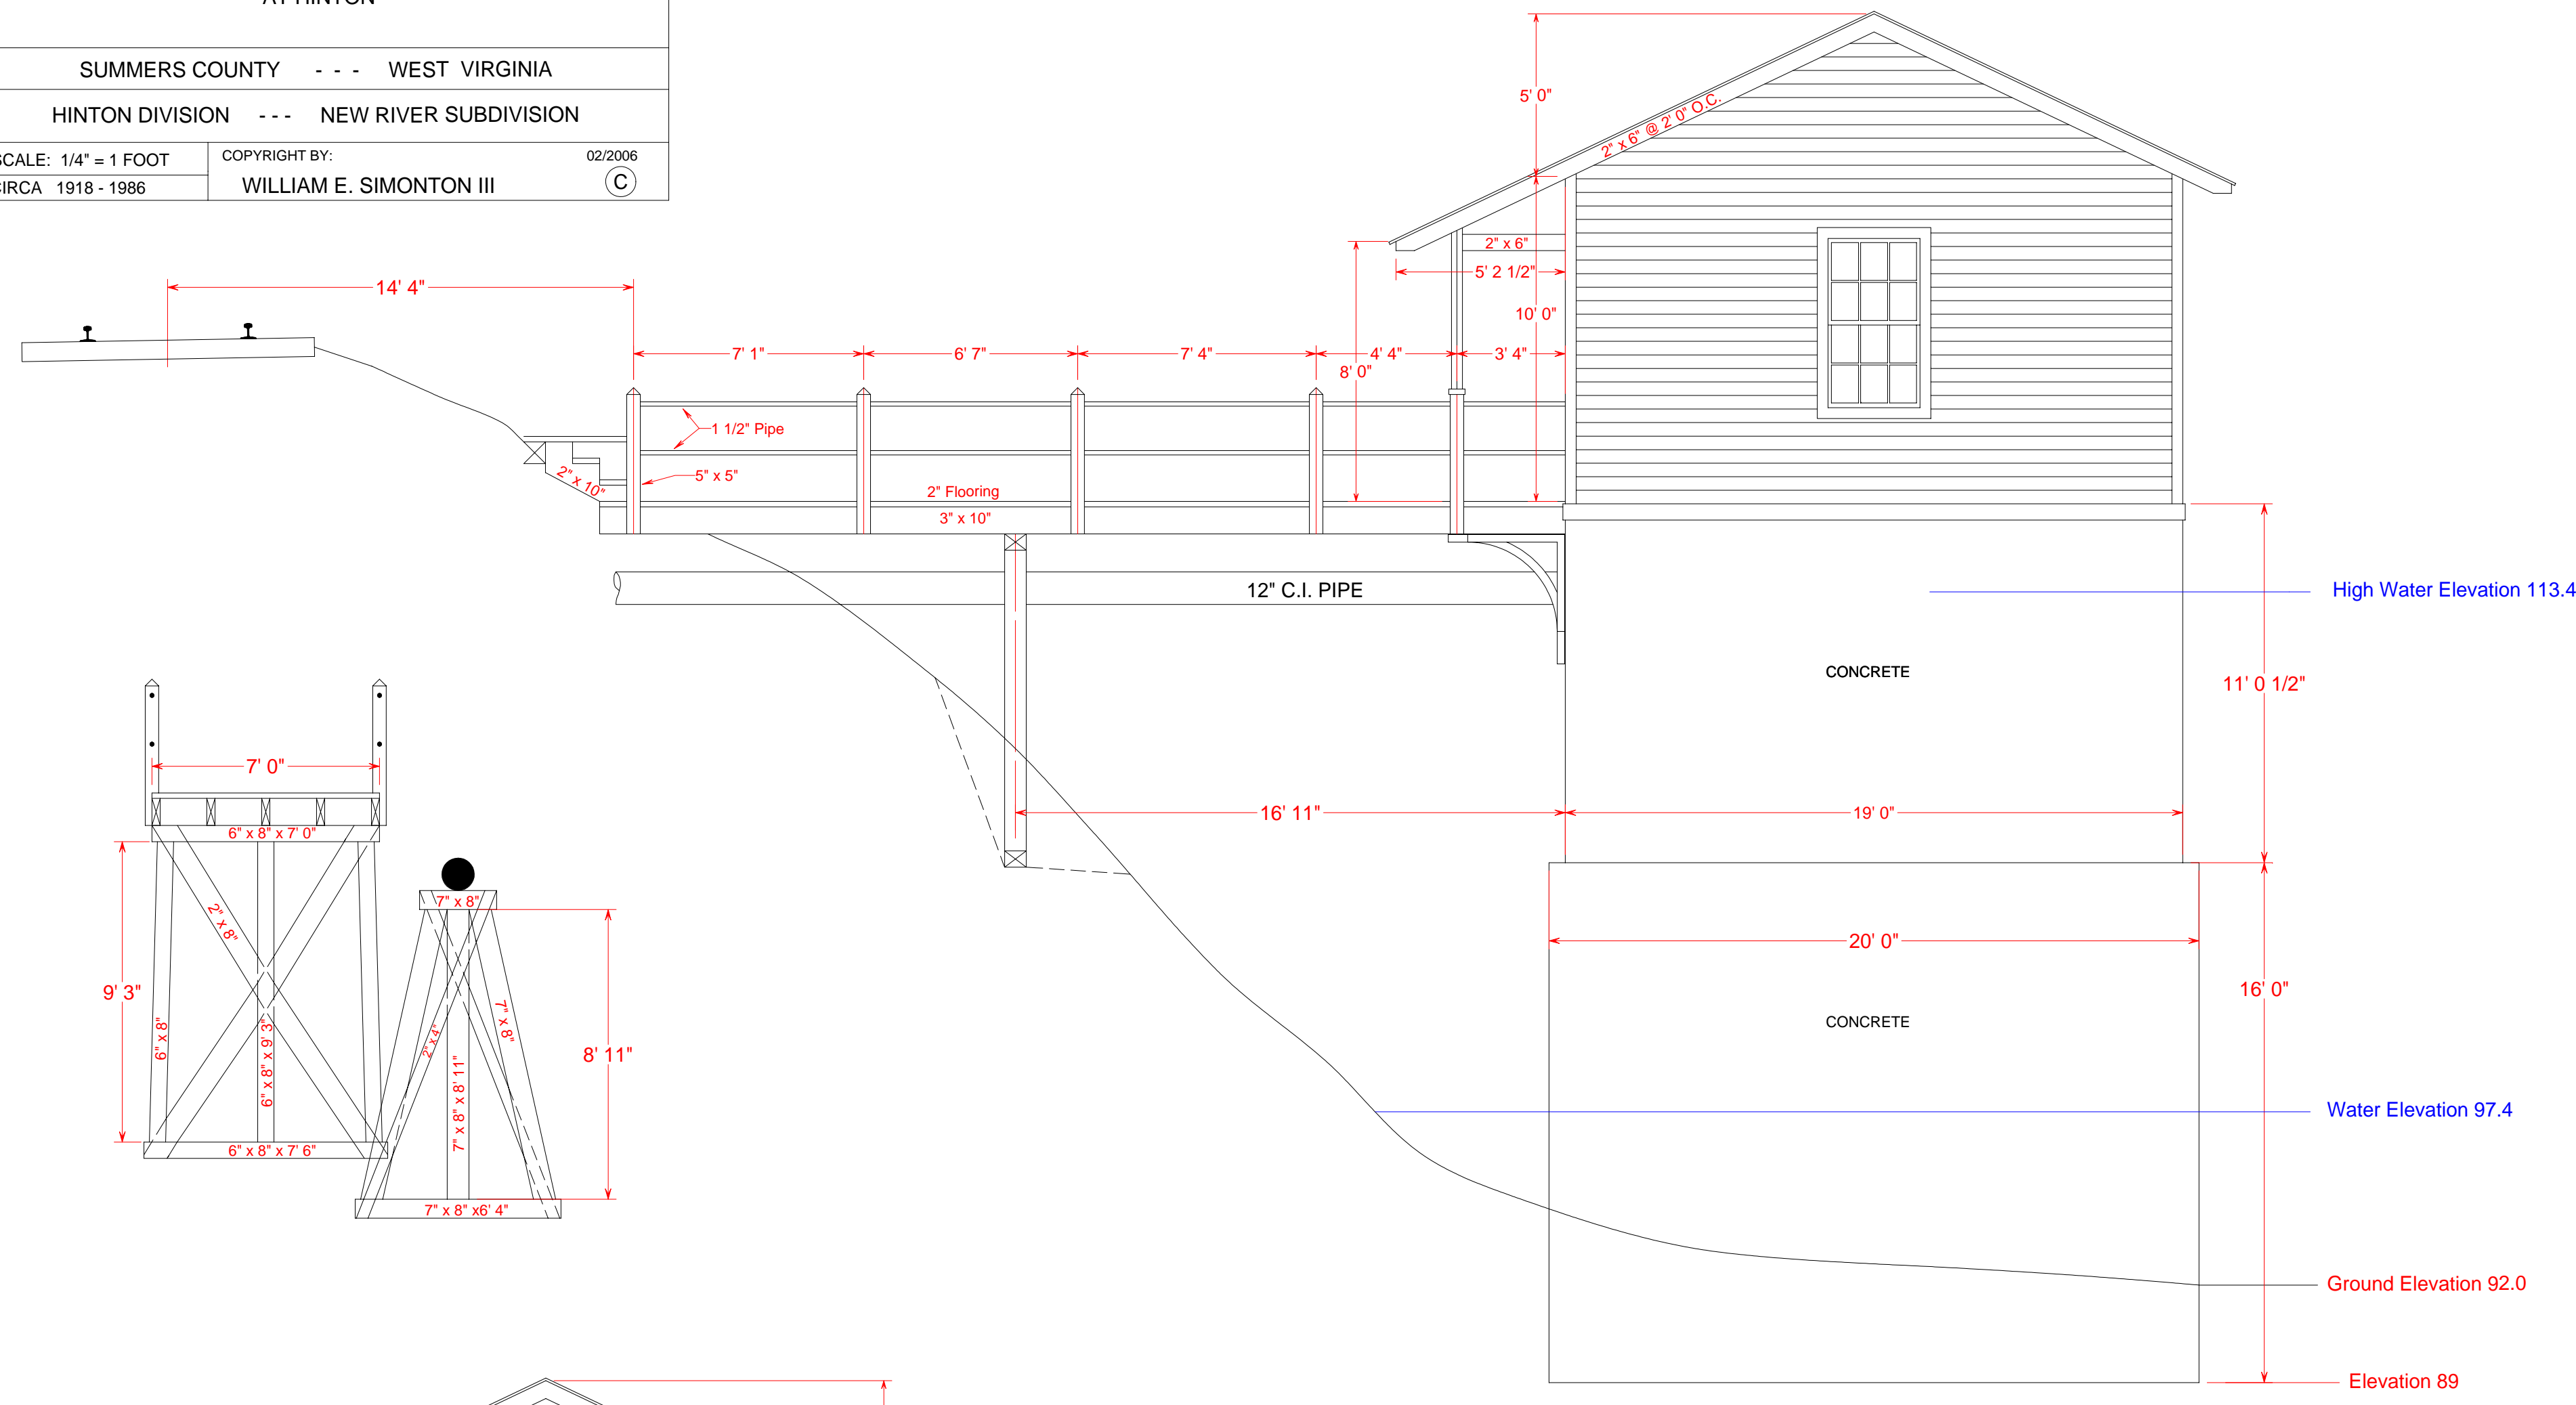 AT HINTON
SUMMERS COUNTY - - - WEST VIRGINIA
HINTON DIVISION - - - NEW RIVER SUBDIVISION
SCALE: 1/4" = 1 FOOT
CIRCA 1918 - 1986
COPYRIGHT BY:
02/2006
WILLIAM E. SIMONTON III
C
5' 0"
2" x 6" @ 2' 0" O.C.
2" x 6"
5' 2 1/2"
14' 4"
10' 0"
7' 1"
6' 7"
7' 4"
4' 4"
3' 4"
8' 0"
1 1/2" Pipe
2" x 10"
5" x 5"
2" Flooring
3" x 10"
12" C.I. PIPE
High Water Elevation 113.4
CONCRETE
11' 0 1/2"
7' 0"
16' 11"
19' 0"
6" x 8" x 7' 0"
7" x 8"
2" x 8"
20' 0"
9' 3"
16' 0"
7" x 8"
CONCRETE
6" x 8"
6" x 8" x 9' 3"
2" x 4"
8' 11"
7" x 8" x 8' 11"
Water Elevation 97.4
6" x 8" x 7' 6"
7" x 8" x6' 4"
Ground Elevation 92.0
Elevation 89